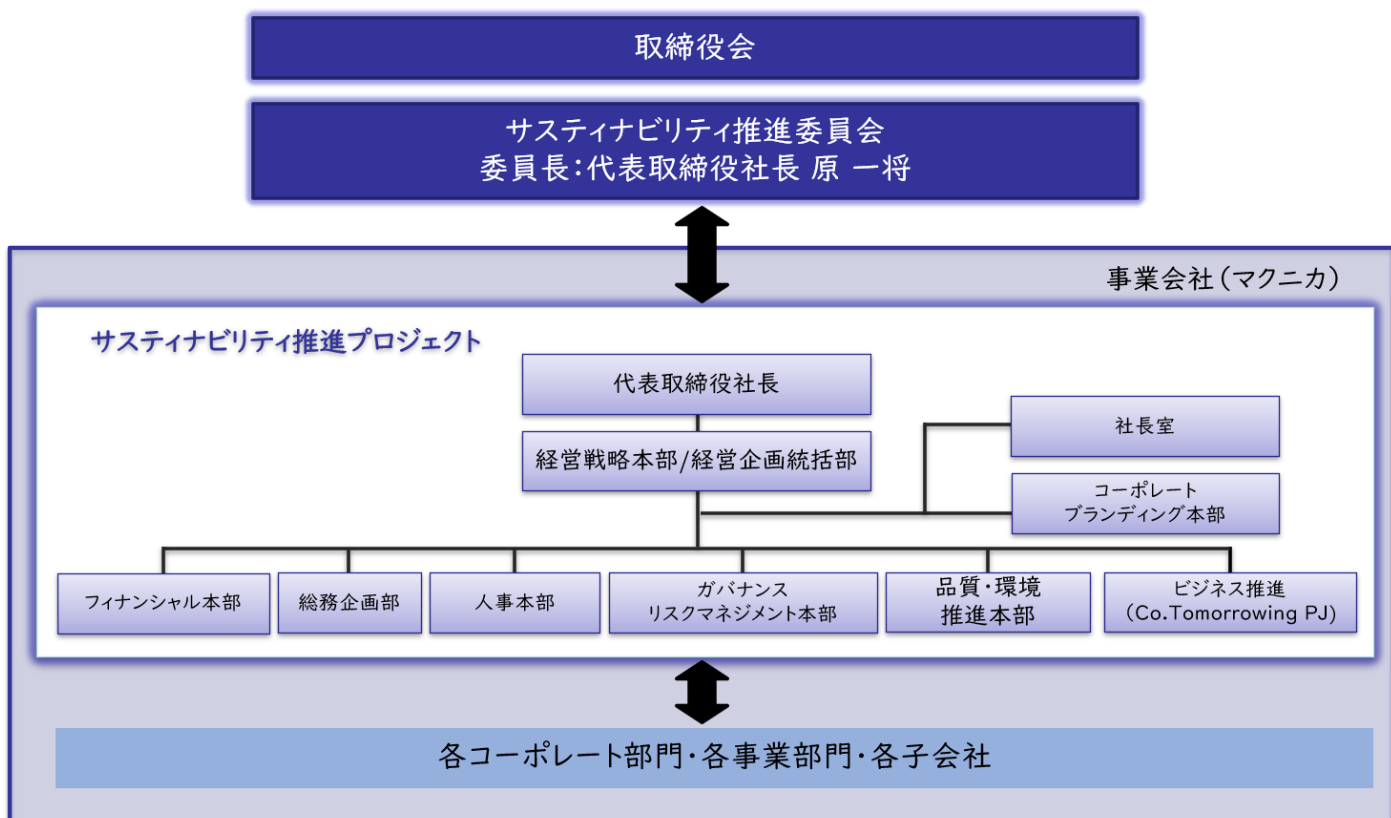 取締役会
サスティナビリティ推進委員会
委員長：代表取締役社長 原 一将
事業会社（マクニカ）
サスティナビリティ推進プロジェクト
代表取締役社長
経営戦略本部/経営企画統括部
社長室
コーポレート
ブランディング本部
フィナンシャル本部
総務企画部
人事本部
ガバナンス
リスクマネジメント本部
品質・環境
推進本部
ビジネス推進
(Co.Tomorrowing PJ)
各コーポレート部門・各事業部門・各子会社